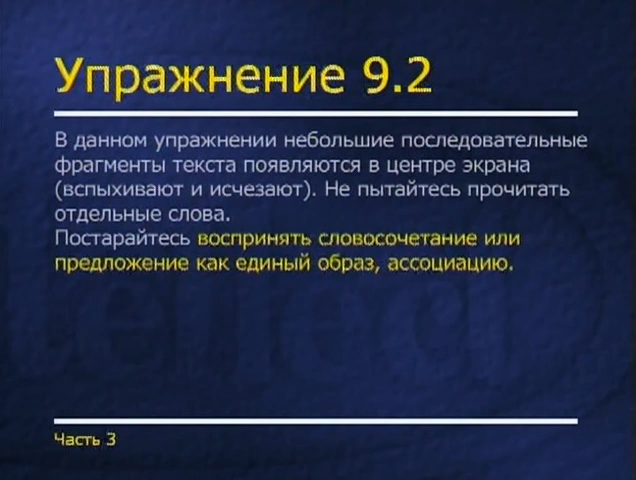 Упражнение 9.2
В данном упражнении небольшие последовательные
фрагменты текста появляются в центре экрана
(вспыхивают и исчезают). Не пытайтесь прочитать
отдельные слова.
Постарайтесь воспринять словосочетание или
предложение как единый образ, ассоциацию.
Часть 3